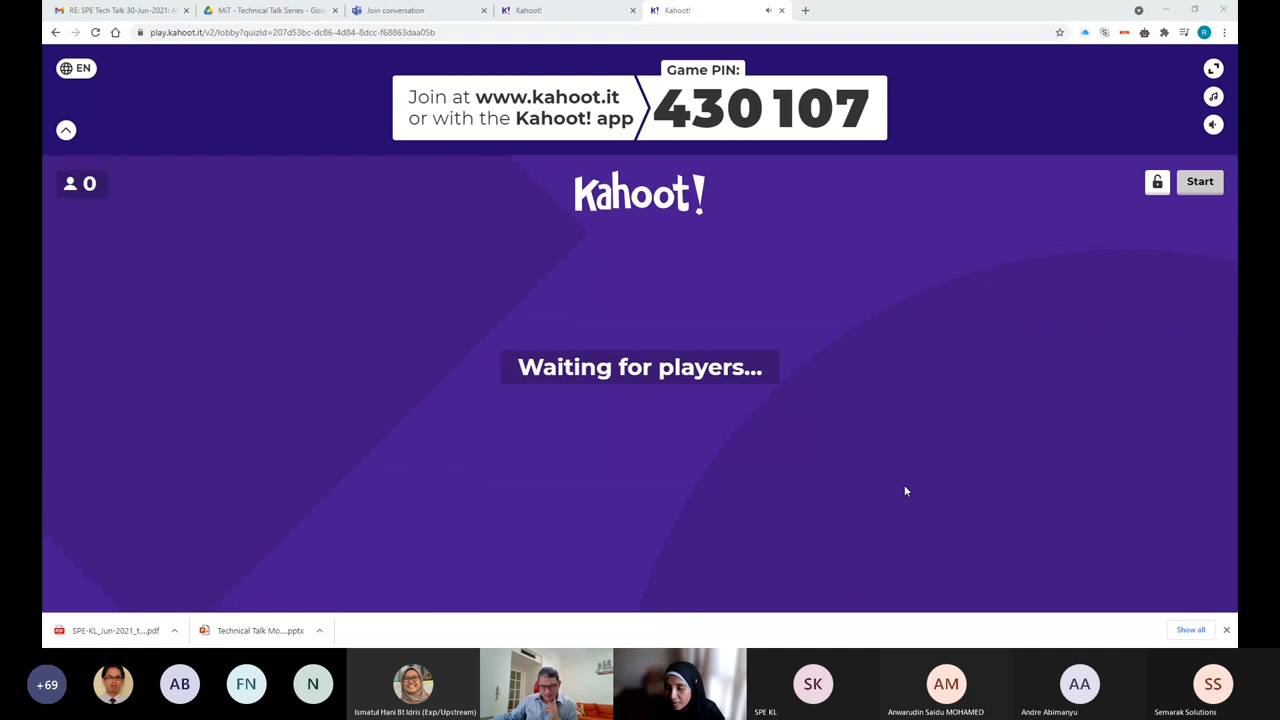 RE: SPE Tech Talk 30-Jun-2021: A
MiT - Technical Talk Series - Goo
Join conversation
Kahoot!
Kahoot!
play.kahoot.it/v2/lobby?quizId=207d53bc-dc86-4d84-8dcc-f68863daa05b
R
EN
Game PIN:
Join at www.kahoot.it
or with the Kahoot! app
430 107
0
Kahoot!
Start
Waiting for players...
SPE-KL_Jun-2021_t....pdf
Technical Talk Mo....pptx
Show all
+69
AB
FN
N
SK
AM
AA
SS
Ismatul Hani Bt Idris (Exp/Upstream)
SPE KL
Anwarudin Saidu MOHAMED
Andre Abimanyu
Semarak Solutions